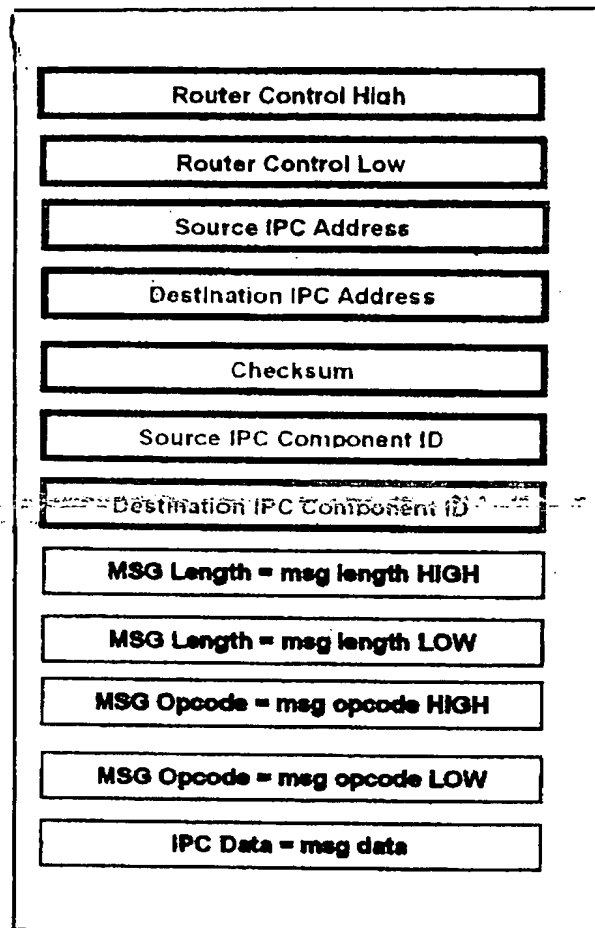 Router Control High
Router Control Low
Source IPC Address
Destination IPC Address
Checksum
Source IPC Component ID
Destination IPC Component ID
MSG Length = msg length HIGH
MSG Length = msg length LOW
MSG Opcode = msg opcode HIGH
MSG Opcode = msg opcode LOW
IPC Data = msg data